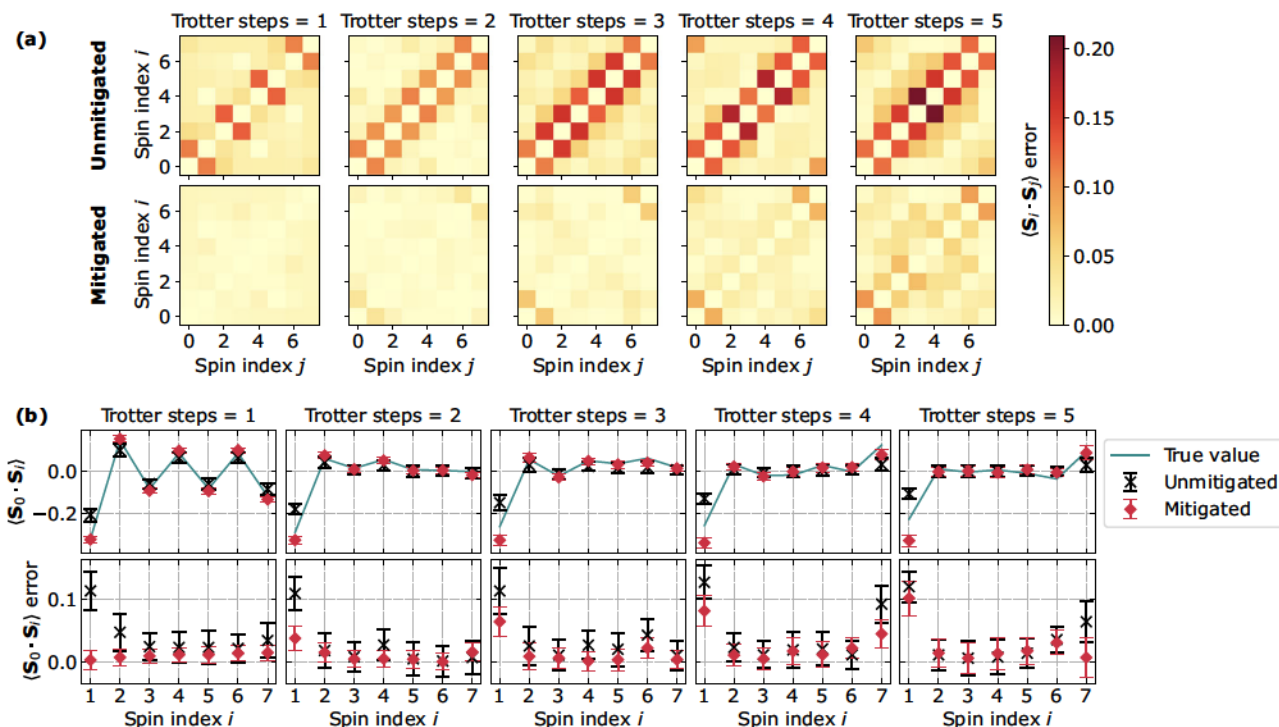 (a)
Trotter steps = 1
Trotter steps = 2
Trotter steps = 3
Trotter steps = 4
Trotter steps = 5
Unmitigated
Spin index i
6
4
2
0
Mitigated
Spin index i
6
4
2
0
0 2 4 6
0 2 4 6
0 2 4 6
0 2 4 6
0 2 4 6
Spin index j
Spin index j
Spin index j
Spin index j
Spin index j
0.20
0.15
0.10
0.05
0.00
⟨S_i · S_j⟩ error
(b)
Trotter steps = 1
Trotter steps = 2
Trotter steps = 3
Trotter steps = 4
Trotter steps = 5
⟨S_0 · S_i⟩
0.0
−0.2
⟨S_0 · S_i⟩ error
0.1
0.0
1 2 3 4 5 6 7
1 2 3 4 5 6 7
1 2 3 4 5 6 7
1 2 3 4 5 6 7
1 2 3 4 5 6 7
Spin index i
Spin index i
Spin index i
Spin index i
Spin index i
True value
Unmitigated
Mitigated